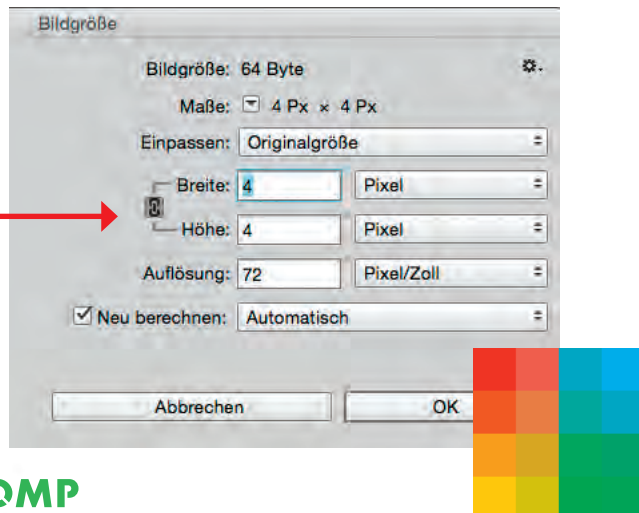 Bildgröße
Bildgröße: 64 Byte
Maße: 4 Px × 4 Px
Einpassen: Originalgröße
Breite: 4 Pixel
Höhe: 4 Pixel
Auflösung: 72 Pixel/Zoll
Neu berechnen: Automatisch
Abbrechen OK
OMP